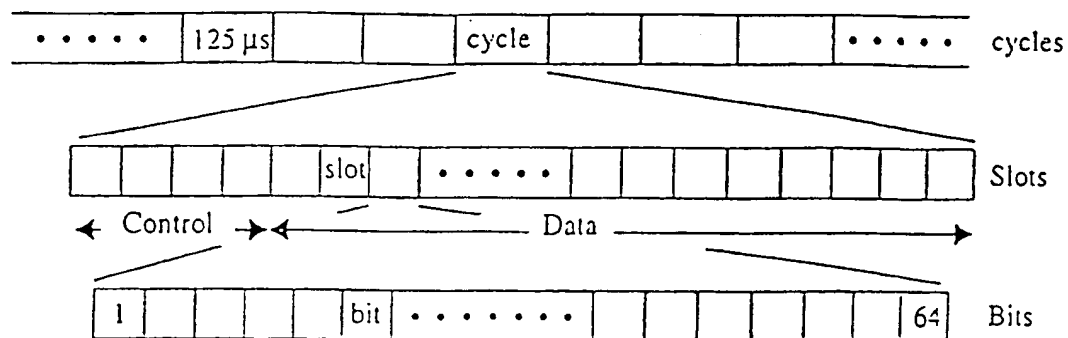 • • • • • 125 µs cycle • • • • • cycles
slot • • • • • Slots
Control Data
1 bit • • • • • • • 64 Bits